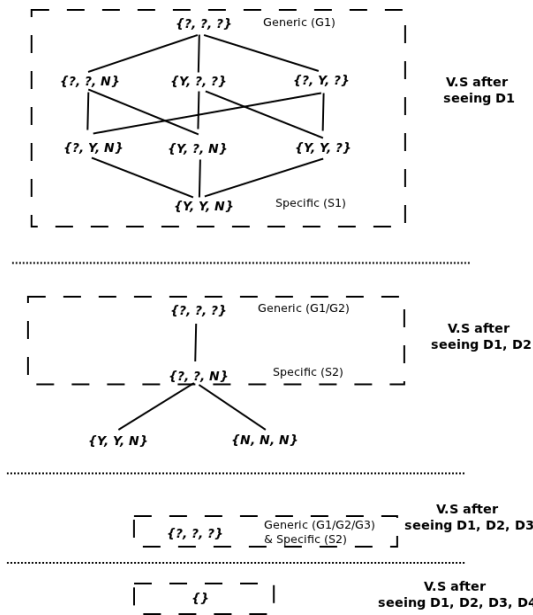 {?, ?, ?} Generic (G1)
{?, ?, N} {Y, ?, ?} {?, Y, ?}
V.S after
seeing D1
{?, Y, N} {Y, ?, N} {Y, Y, ?}
{Y, Y, N} Specific (S1)
{?, ?, ?} Generic (G1/G2)
V.S after
seeing D1, D2
{?, ?, N} Specific (S2)
{Y, Y, N} {N, N, N}
{?, ?, ?}
Generic (G1/G2/G3)
& Specific (S2)
V.S after
seeing D1, D2, D3
{}
V.S after
seeing D1, D2, D3, D4